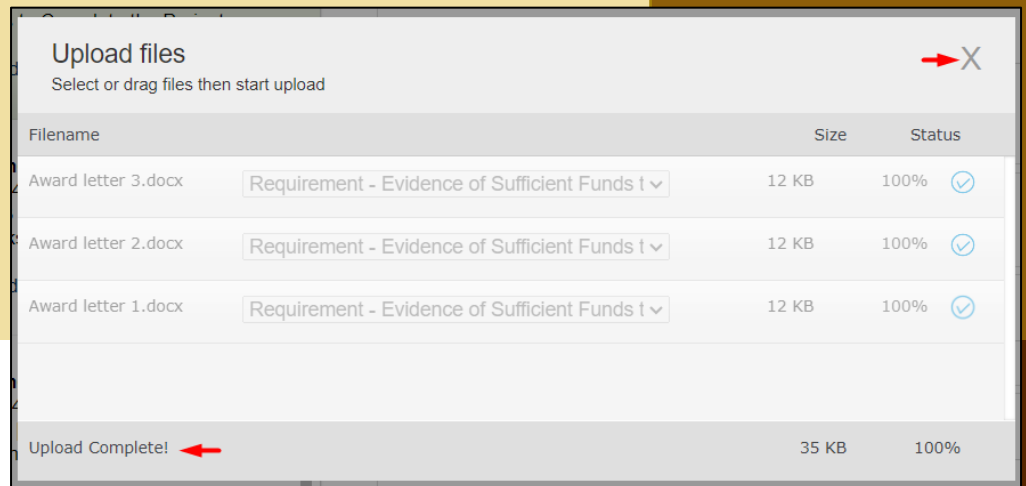 Upload files
X
Select or drag files then start upload
Filename Size Status
Award letter 3.docx Requirement - Evidence of Sufficient Funds t 12 KB 100%
Award letter 2.docx Requirement - Evidence of Sufficient Funds t 12 KB 100%
Award letter 1.docx Requirement - Evidence of Sufficient Funds t 12 KB 100%
Upload Complete! 35 KB 100%